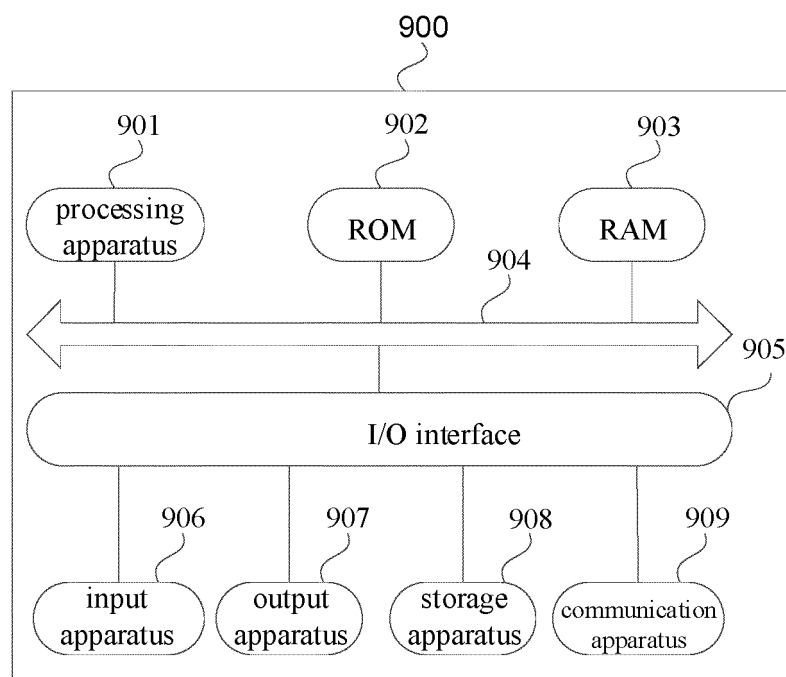 900
901
902
903
processing
apparatus
ROM
RAM
904
905
I/O interface
906
907
908
909
input
apparatus
output
apparatus
storage
apparatus
communication
apparatus